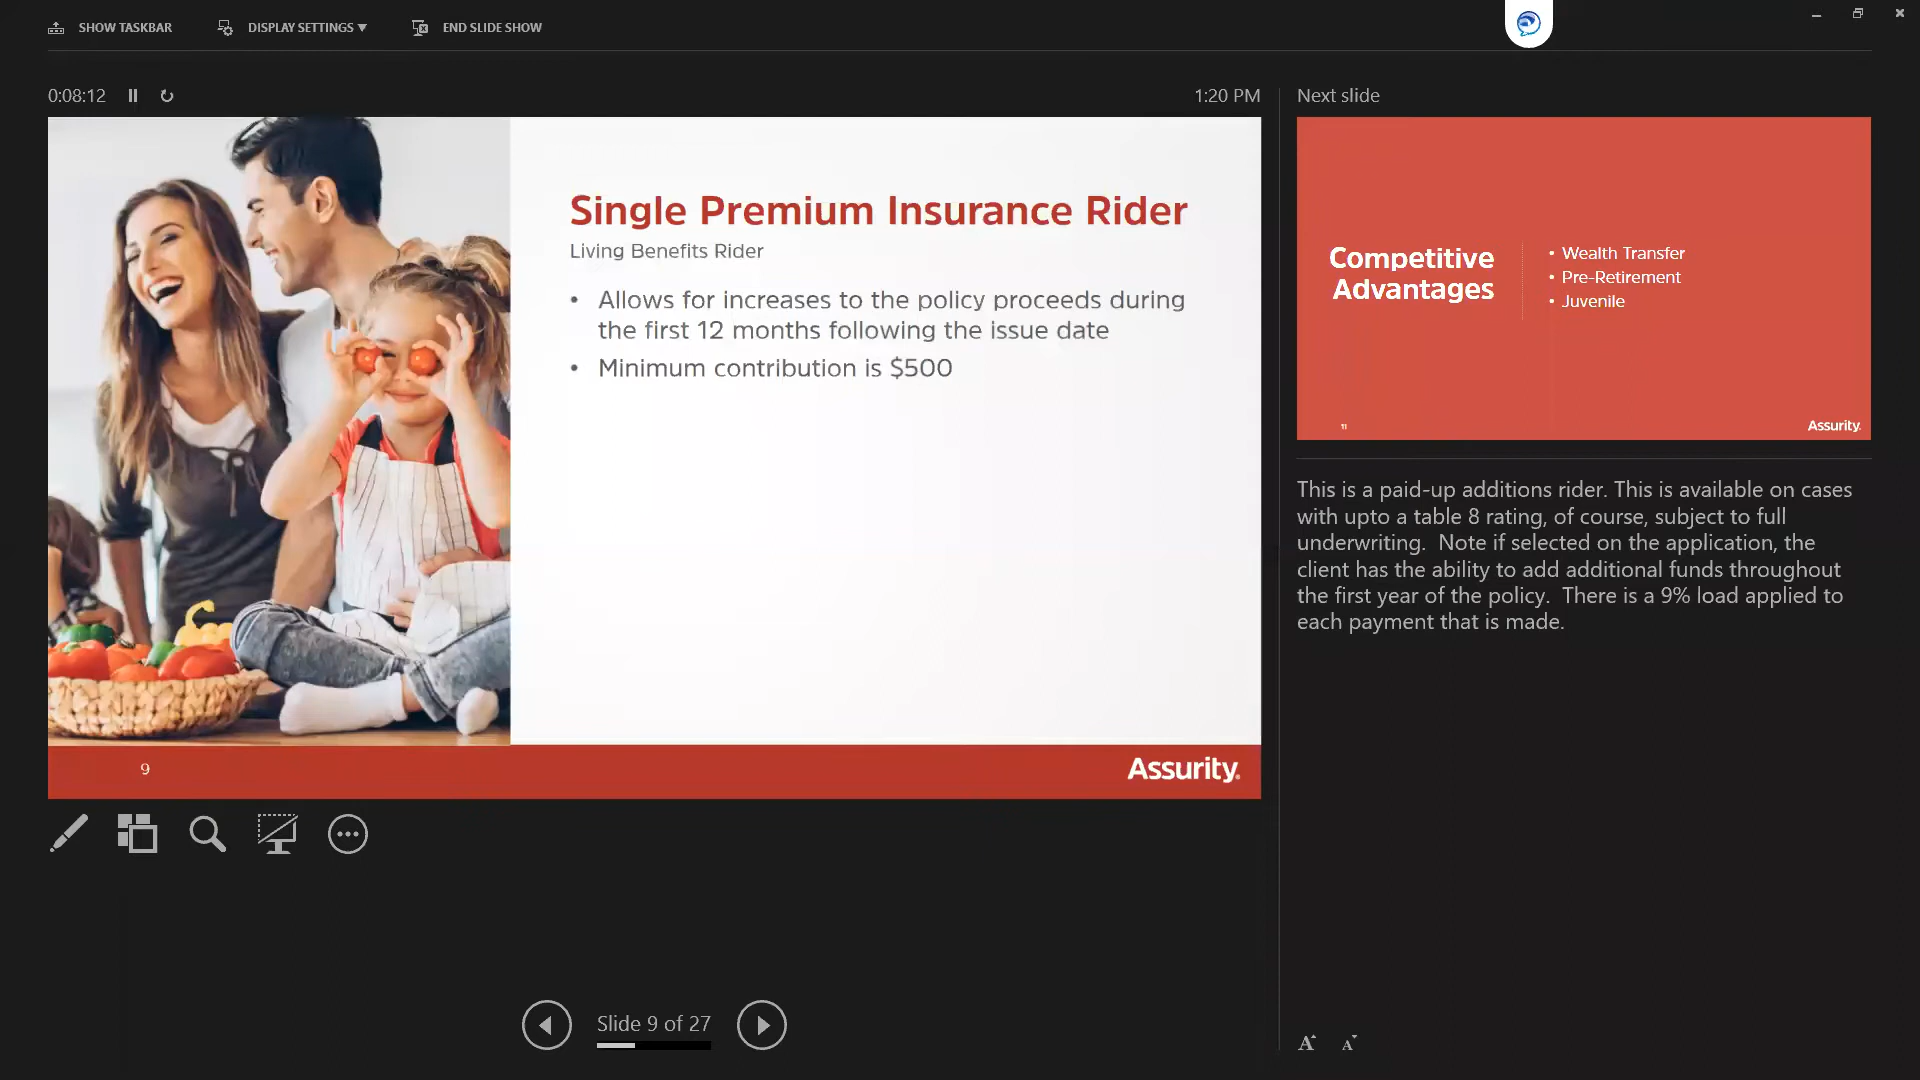 SHOW TASKBAR
DISPLAY SETTINGS
END SLIDE SHOW
0:08:12
1:20 PM
Single Premium Insurance Rider
Living Benefits Rider
• Allows for increases to the policy proceeds during
the first 12 months following the issue date
• Minimum contribution is $500
9
Assurity
Next slide
Competitive
Advantages
• Wealth Transfer
• Pre-Retirement
• Juvenile
11
Assurity
This is a paid-up additions rider. This is available on cases
with upto a table 8 rating, of course, subject to full
underwriting.  Note if selected on the application, the
client has the ability to add additional funds throughout
the first year of the policy.  There is a 9% load applied to
each payment that is made.
Slide 9 of 27
A A